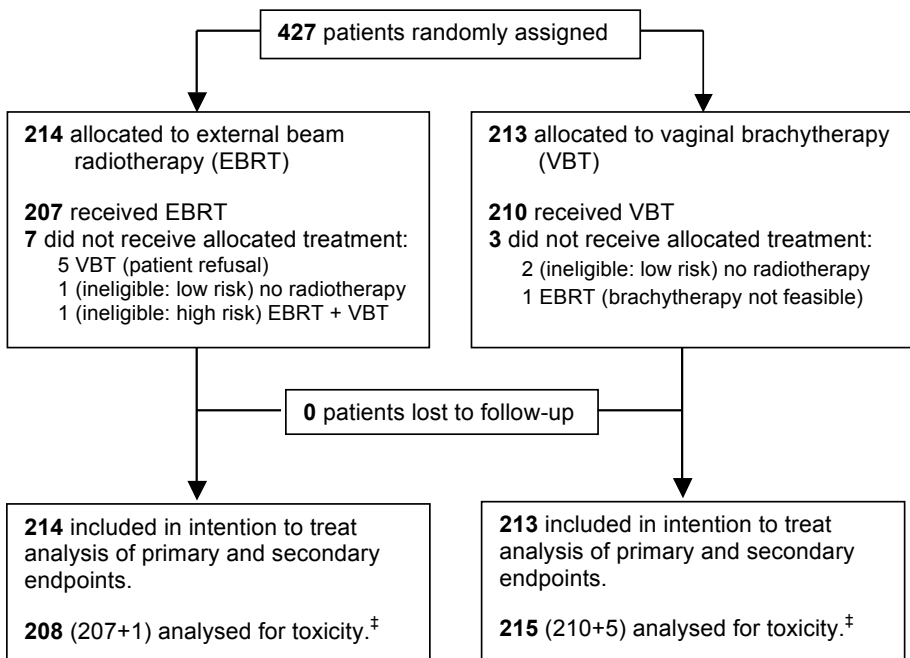 427 patients randomly assigned
214 allocated to external beam
radiotherapy (EBRT)
207 received EBRT
7 did not receive allocated treatment:
5 VBT (patient refusal)
1 (ineligible: low risk) no radiotherapy
1 (ineligible: high risk) EBRT + VBT
213 allocated to vaginal brachytherapy
(VBT)
210 received VBT
3 did not receive allocated treatment:
2 (ineligible: low risk) no radiotherapy
1 EBRT (brachytherapy not feasible)
0 patients lost to follow-up
214 included in intention to treat
analysis of primary and secondary
endpoints.
208 (207+1) analysed for toxicity.‡
213 included in intention to treat
analysis of primary and secondary
endpoints.
215 (210+5) analysed for toxicity.‡